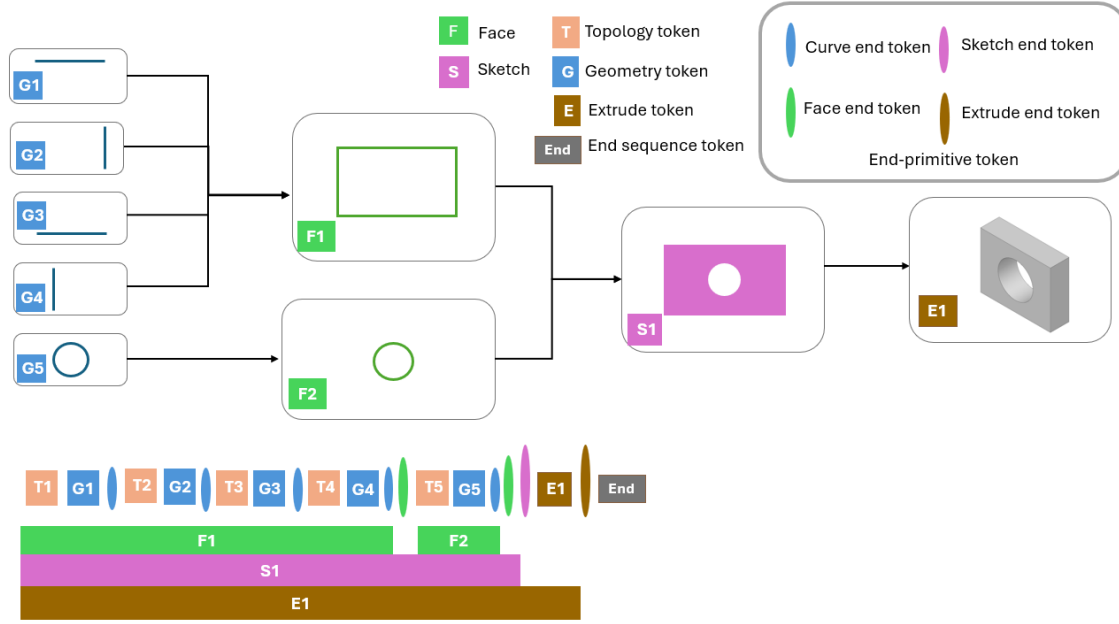 F Face
T Topology token
S Sketch
G Geometry token
E Extrude token
End End sequence token
Curve end token
Sketch end token
Face end token
Extrude end token
End-primitive token
G1
G2
G3
G4
G5
F1
F2
S1
E1
T1 G1 T2 G2 T3 G3 T4 G4 T5 G5 E1 End
F1 F2
S1
E1